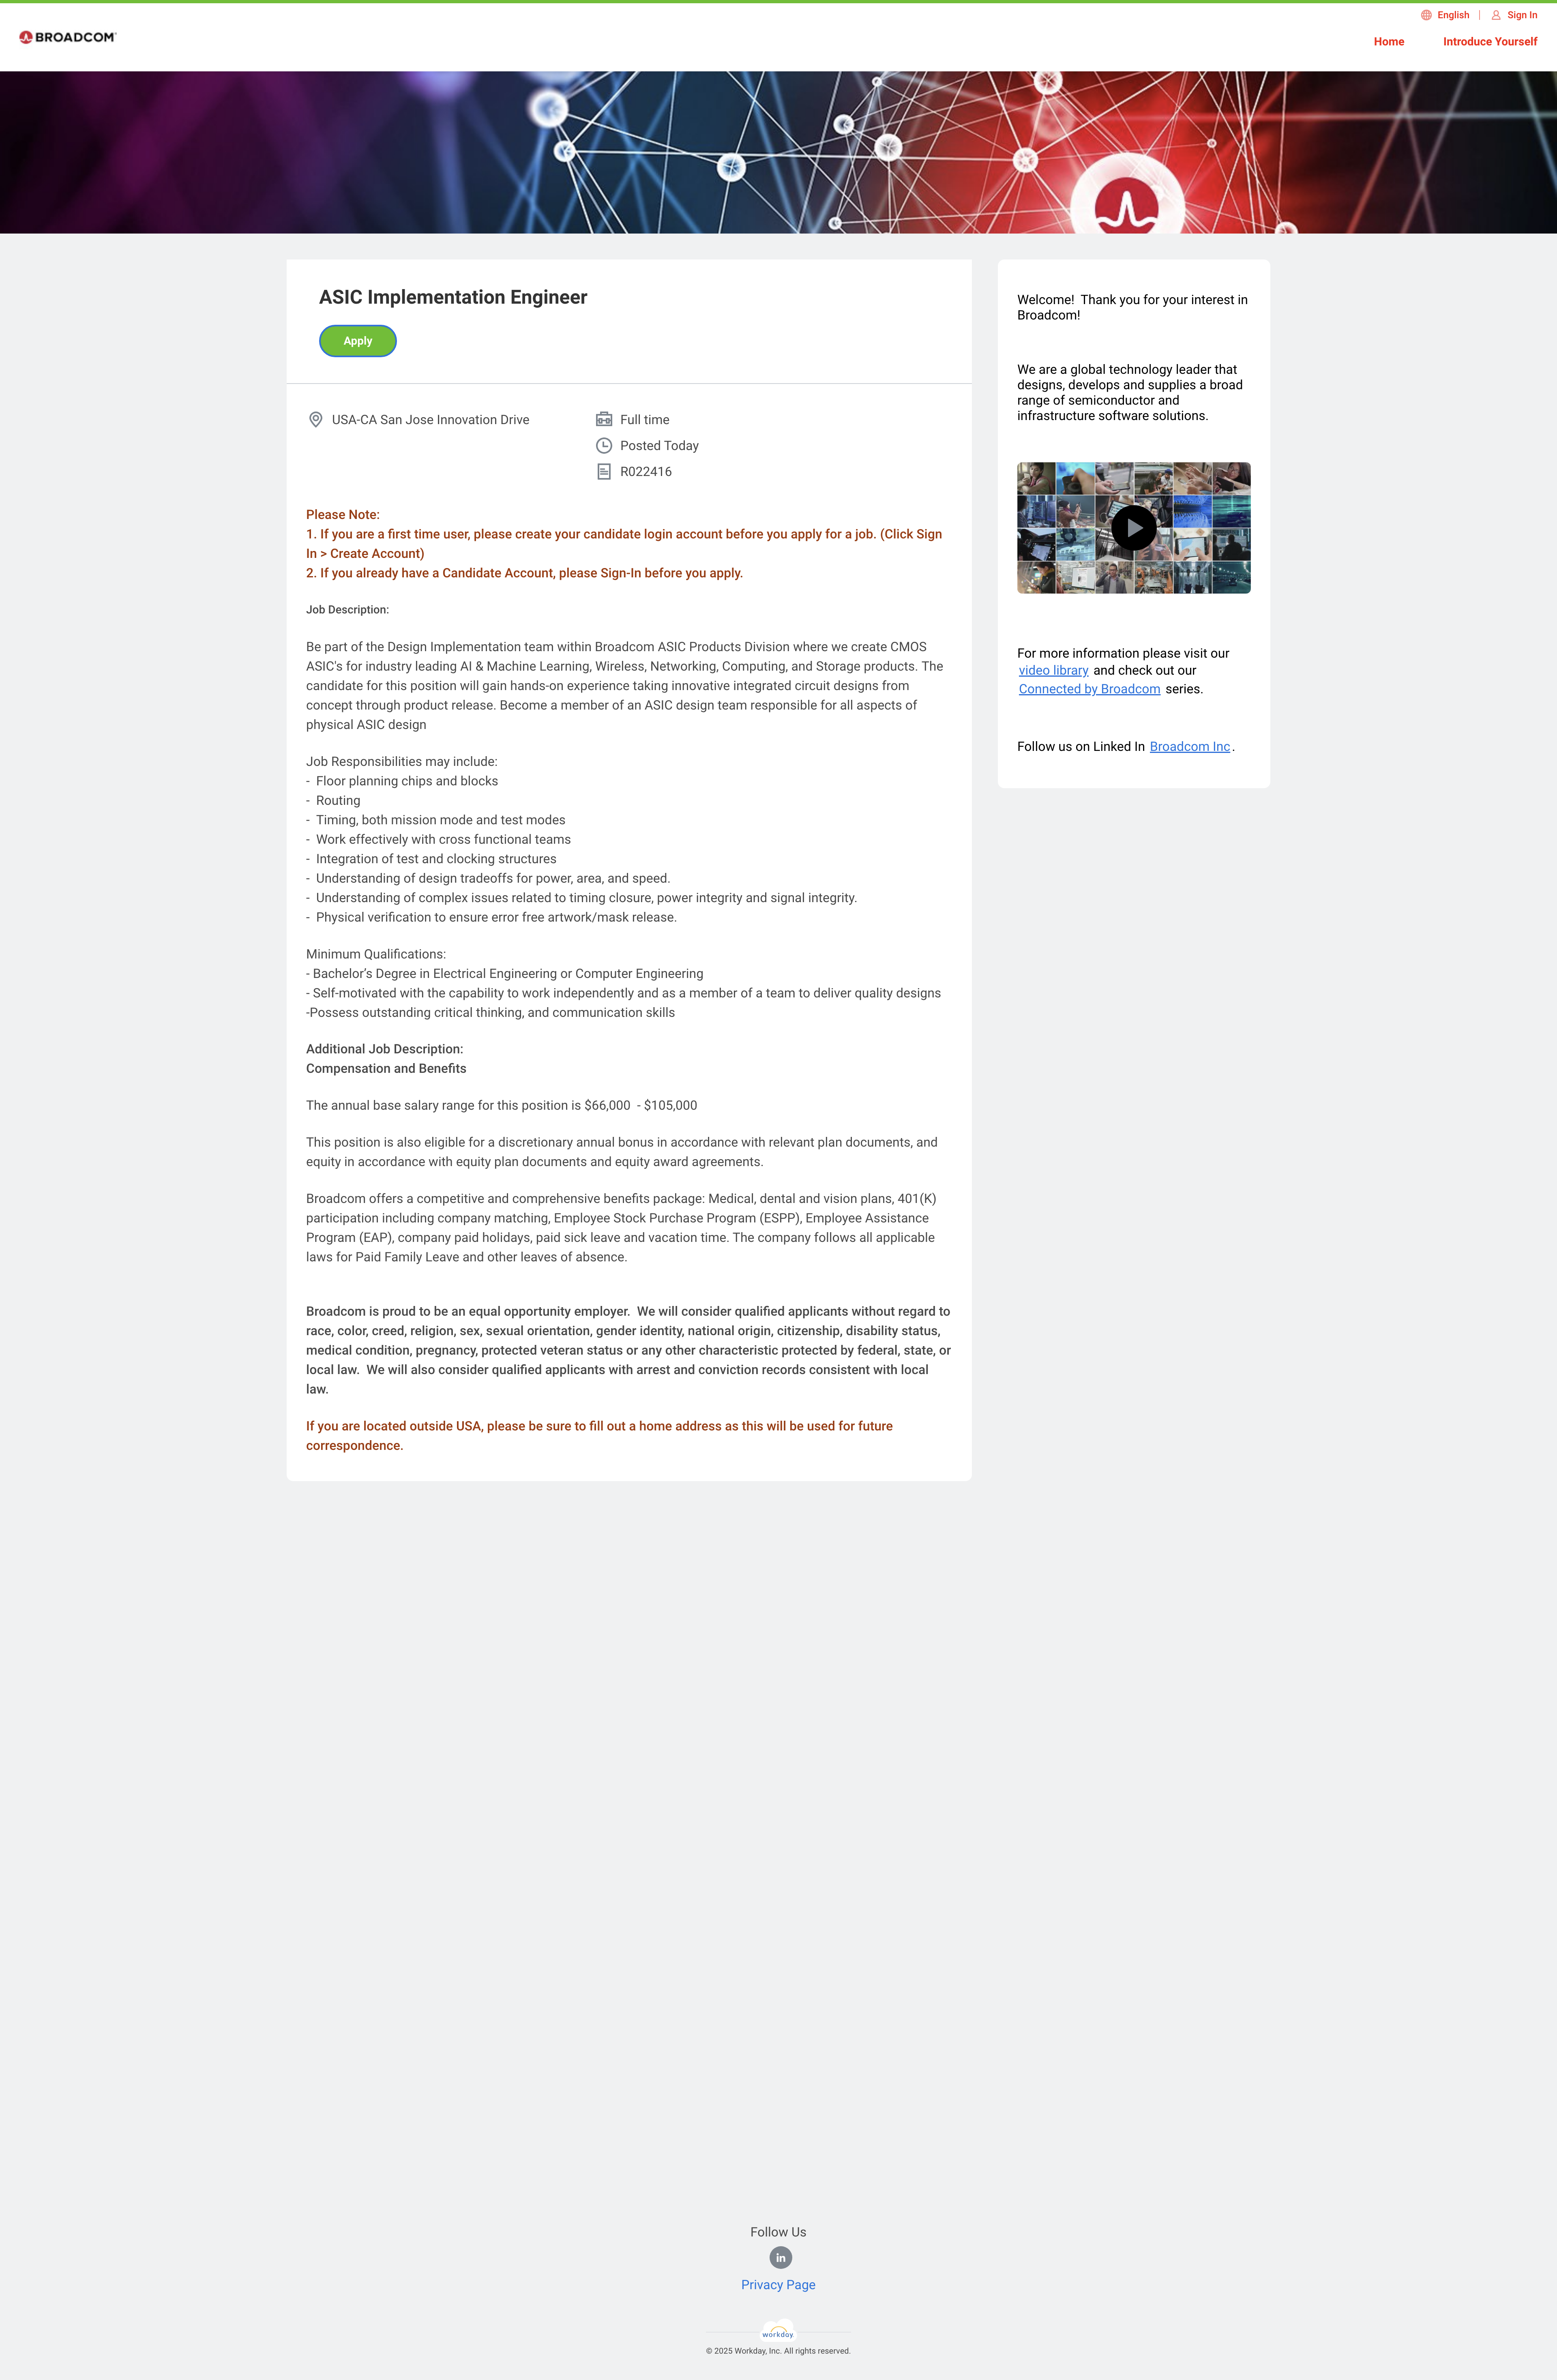 English
Sign In
BROADCOM
Home
Introduce Yourself
ASIC Implementation Engineer
Apply
USA-CA San Jose Innovation Drive
Full time
Posted Today
R022416
Please Note:
1. If you are a first time user, please create your candidate login account before you apply for a job. (Click Sign
In > Create Account)
2. If you already have a Candidate Account, please Sign-In before you apply.
Job Description:
Be part of the Design Implementation team within Broadcom ASIC Products Division where we create CMOS
ASIC's for industry leading AI & Machine Learning, Wireless, Networking, Computing, and Storage products. The
candidate for this position will gain hands-on experience taking innovative integrated circuit designs from
concept through product release. Become a member of an ASIC design team responsible for all aspects of
physical ASIC design
Job Responsibilities may include:
- Floor planning chips and blocks
- Routing
- Timing, both mission mode and test modes
- Work effectively with cross functional teams
- Integration of test and clocking structures
- Understanding of design tradeoffs for power, area, and speed.
- Understanding of complex issues related to timing closure, power integrity and signal integrity.
- Physical verification to ensure error free artwork/mask release.
Minimum Qualifications:
- Bachelor's Degree in Electrical Engineering or Computer Engineering
- Self-motivated with the capability to work independently and as a member of a team to deliver quality designs
-Possess outstanding critical thinking, and communication skills
Additional Job Description:
Compensation and Benefits
The annual base salary range for this position is $66,000  - $105,000
This position is also eligible for a discretionary annual bonus in accordance with relevant plan documents, and
equity in accordance with equity plan documents and equity award agreements.
Broadcom offers a competitive and comprehensive benefits package: Medical, dental and vision plans, 401(K)
participation including company matching, Employee Stock Purchase Program (ESPP), Employee Assistance
Program (EAP), company paid holidays, paid sick leave and vacation time. The company follows all applicable
laws for Paid Family Leave and other leaves of absence.
Broadcom is proud to be an equal opportunity employer.  We will consider qualified applicants without regard to
race, color, creed, religion, sex, sexual orientation, gender identity, national origin, citizenship, disability status,
medical condition, pregnancy, protected veteran status or any other characteristic protected by federal, state, or
local law.  We will also consider qualified applicants with arrest and conviction records consistent with local
law.
If you are located outside USA, please be sure to fill out a home address as this will be used for future
correspondence.
Welcome!  Thank you for your interest in
Broadcom!
We are a global technology leader that
designs, develops and supplies a broad
range of semiconductor and
infrastructure software solutions.
For more information please visit our
video library and check out our
Connected by Broadcom series.
Follow us on Linked In Broadcom Inc.
Follow Us
in
Privacy Page
workday
© 2025 Workday, Inc. All rights reserved.